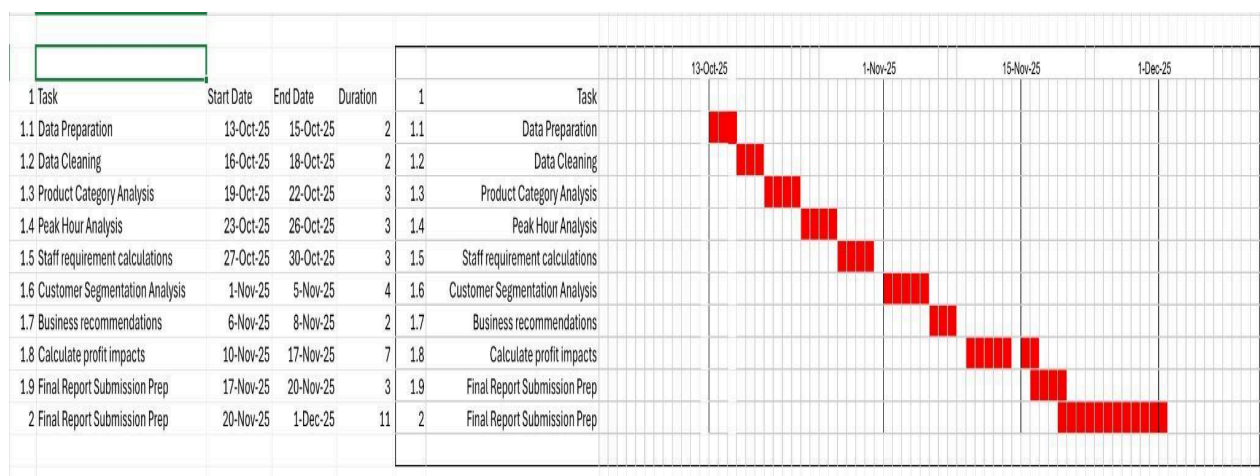 13-Oct-25 1-Nov-25 15-Nov-25 1-Dec-25
1 Task Start Date End Date Duration 1 Task
1.1 Data Preparation 13-Oct-25 15-Oct-25 2 1.1 Data Preparation
1.2 Data Cleaning 16-Oct-25 18-Oct-25 2 1.2 Data Cleaning
1.3 Product Category Analysis 19-Oct-25 22-Oct-25 3 1.3 Product Category Analysis
1.4 Peak Hour Analysis 23-Oct-25 26-Oct-25 3 1.4 Peak Hour Analysis
1.5 Staff requirement calculations 27-Oct-25 30-Oct-25 3 1.5 Staff requirement calculations
1.6 Customer Segmentation Analysis 1-Nov-25 5-Nov-25 4 1.6 Customer Segmentation Analysis
1.7 Business recommendations 6-Nov-25 8-Nov-25 2 1.7 Business recommendations
1.8 Calculate profit impacts 10-Nov-25 17-Nov-25 7 1.8 Calculate profit impacts
1.9 Final Report Submission Prep 17-Nov-25 20-Nov-25 3 1.9 Final Report Submission Prep
2 Final Report Submission Prep 20-Nov-25 1-Dec-25 11 2 Final Report Submission Prep